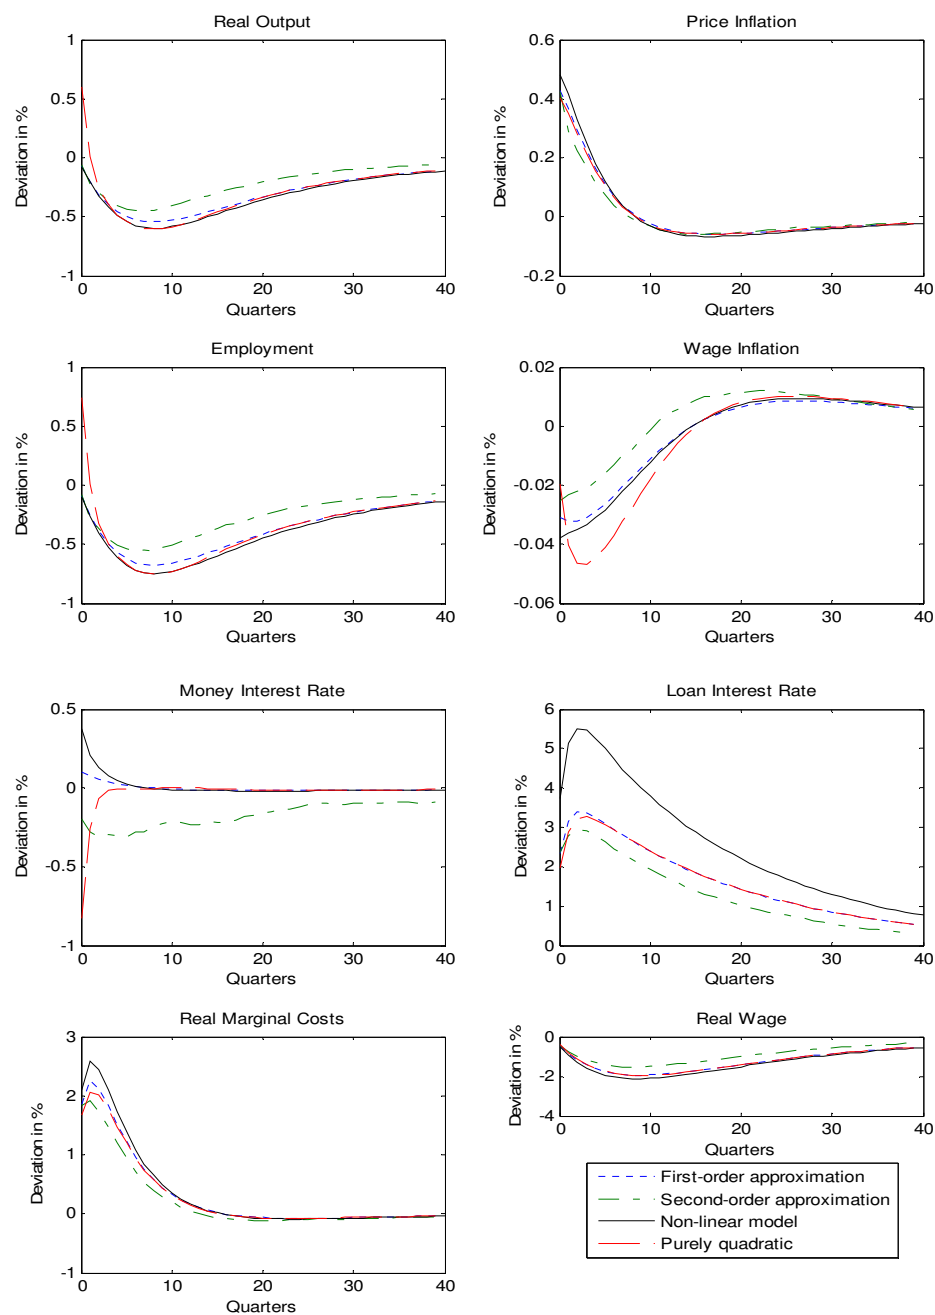 Real Output
Deviation in %
1
0.5
0
-0.5
-1
0 10 20 30 40
Quarters
Price Inflation
Deviation in %
0.6
0.4
0.2
0
-0.2
0 10 20 30 40
Quarters
Employment
Deviation in %
1
0.5
0
-0.5
-1
0 10 20 30 40
Quarters
Wage Inflation
Deviation in %
0.02
0
-0.02
-0.04
-0.06
0 10 20 30 40
Quarters
Money Interest Rate
Deviation in %
0.5
0
-0.5
-1
0 10 20 30 40
Quarters
Loan Interest Rate
Deviation in %
6
5
4
3
2
1
0
0 10 20 30 40
Quarters
Real Marginal Costs
Deviation in %
3
2
1
0
-1
0 10 20 30 40
Quarters
Real Wage
Deviation in %
0
-2
-4
0 10 20 30 40
Quarters
First-order approximation
Second-order approximation
Non-linear model
Purely quadratic